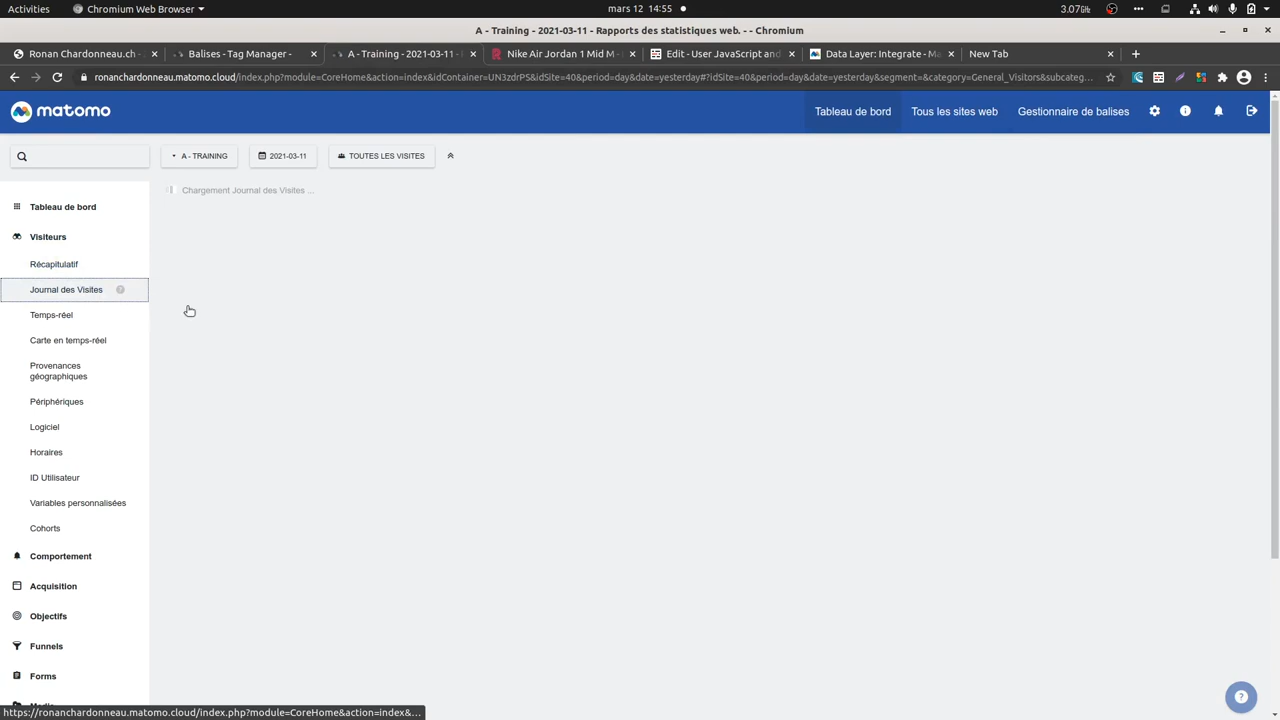 Activities
Chromium Web Browser
mars 12 14:55
3.07G
A - Training - 2021-03-11 - Rapports des statistiques web. - - Chromium
Ronan Chardonneau.ch -
Balises - Tag Manager -
A - Training - 2021-03-11 -
Nike Air Jordan 1 Mid M -
Edit - User JavaScript and
Data Layer: Integrate - Ma
New Tab
ronanchardonneau.matomo.cloud/index.php?module=CoreHome&action=index&idContainer=UN3zdrPS&idSite=40&period=day&date=yesterday#?idSite=40&period=day&date=yesterday&segment=&category=General_Visitors&subcateg...
matomo
Tableau de bord
Tous les sites web
Gestionnaire de balises
A - TRAINING
2021-03-11
TOUTES LES VISITES
Chargement Journal des Visites ...
Tableau de bord
Visiteurs
Récapitulatif
Journal des Visites
Temps-réel
Carte en temps-réel
Provenances
géographiques
Périphériques
Logiciel
Horaires
ID Utilisateur
Variables personnalisées
Cohorts
Comportement
Acquisition
Objectifs
Funnels
Forms
https://ronanchardonneau.matomo.cloud/index.php?module=CoreHome&action=index&...